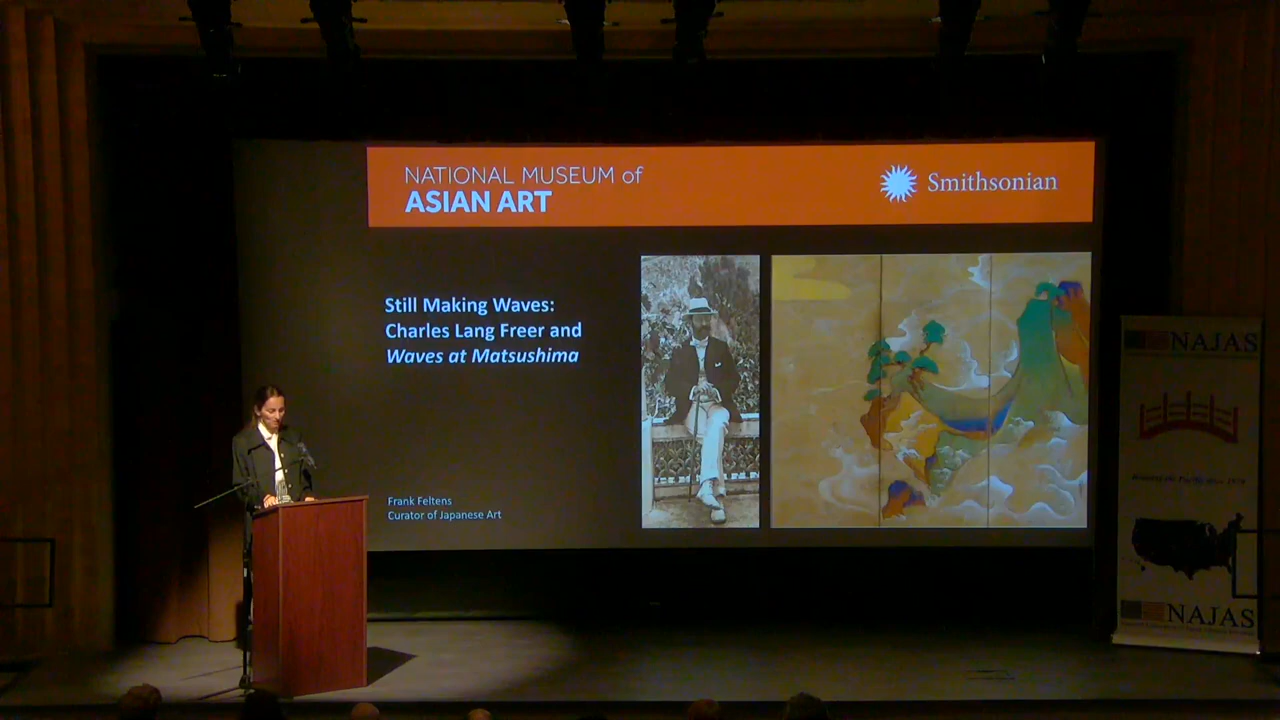 NATIONAL MUSEUM of
ASIAN ART
Smithsonian
Still Making Waves:
Charles Lang Freer and
Waves at Matsushima
Frank Feltens
Curator of Japanese Art
NAJAS
NAJAS